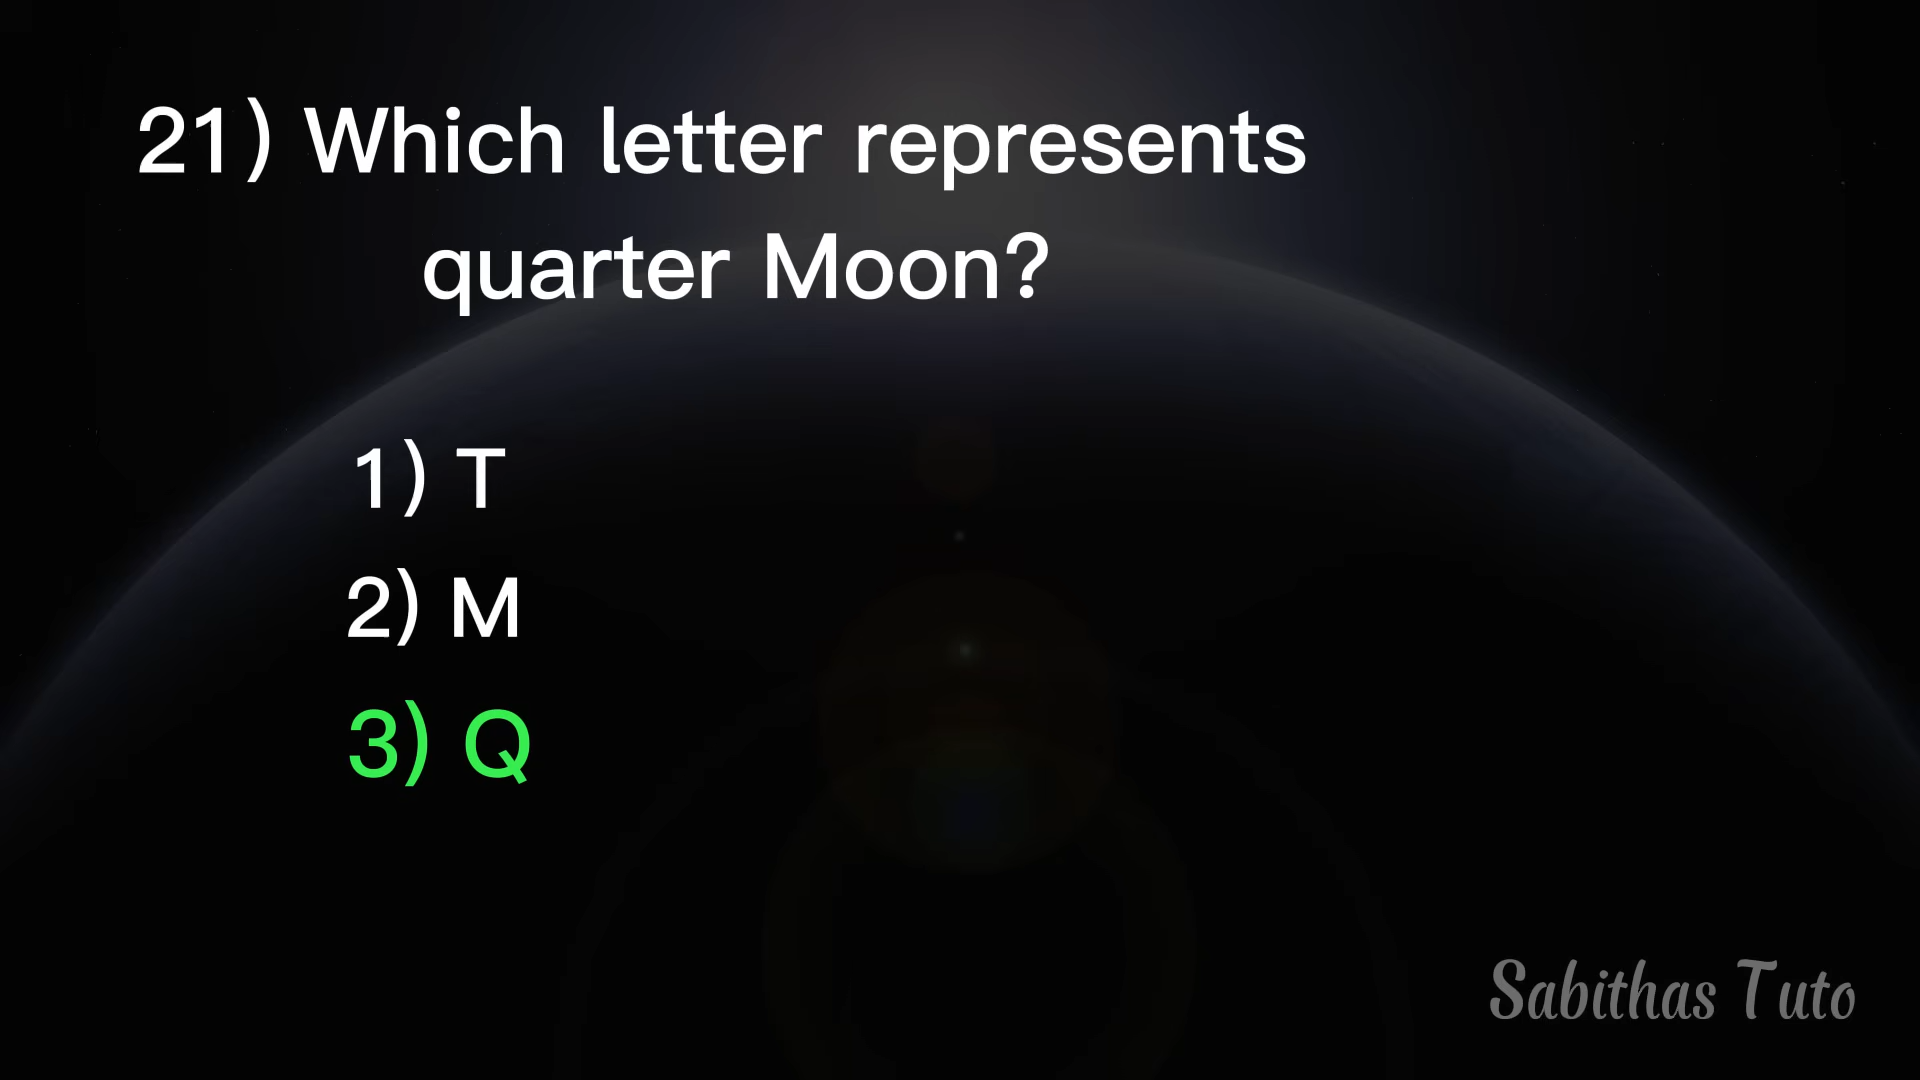 21) Which letter represents
quarter Moon?
1) T
2) M
3) Q
Sabithas Tuto